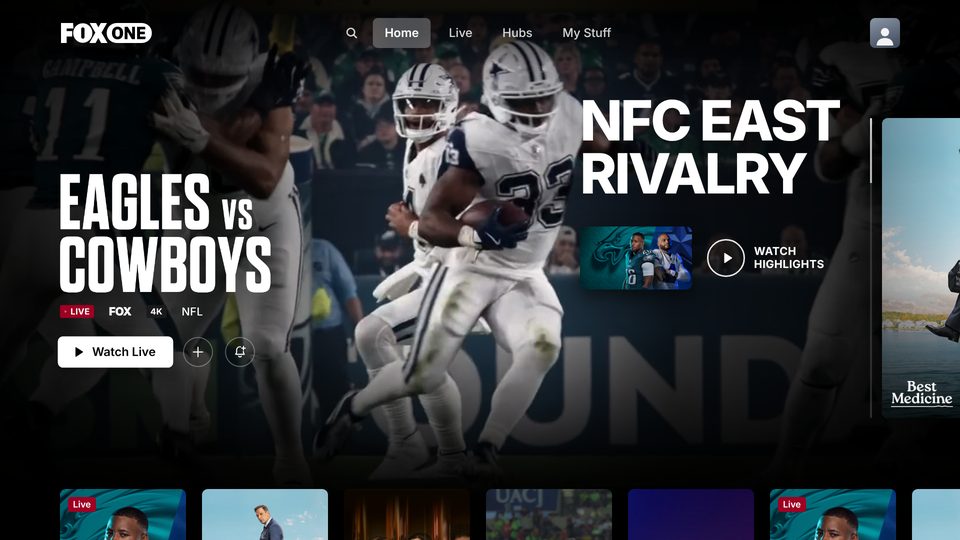 FOX ONE
Home
Live
Hubs
My Stuff
CAMPBELL
11
33
NFC EAST
RIVALRY
EAGLES VS
COWBOYS
WATCH
HIGHLIGHTS
LIVE
FOX
4K
NFL
Watch Live
Best
Medicine
Live
UACT
Live